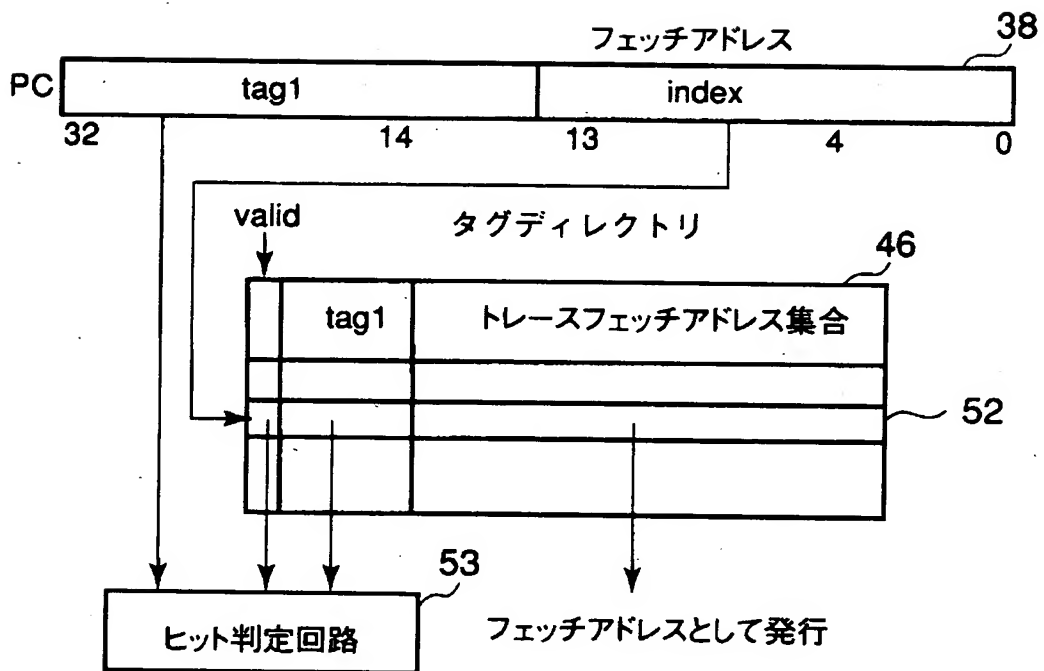 フェッチアドレス 38
PC tag1 index
32 14 13 4 0
valid タグディレクトリ
46
tag1 トレースフェッチアドレス集合
52
53
ヒット判定回路 フェッチアドレスとして発行